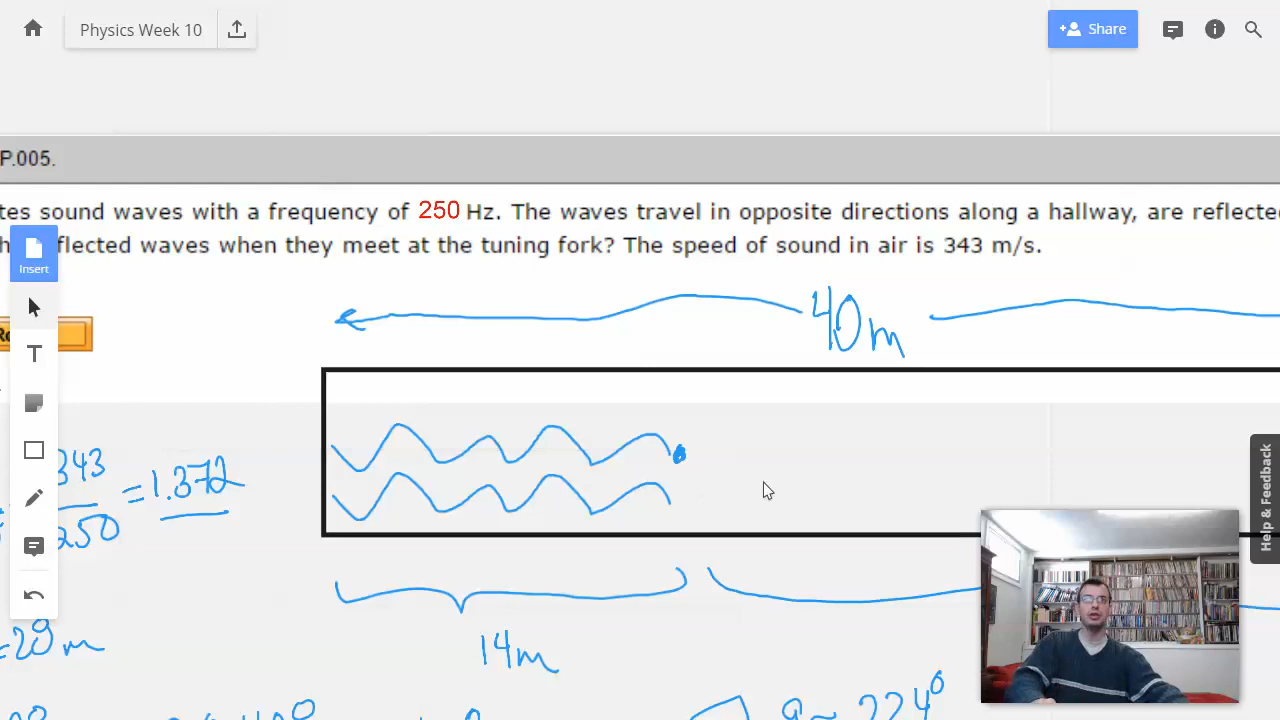 Physics Week 10
Share
P.005.
tes sound waves with a frequency of 250 Hz. The waves travel in opposite directions along a hallway, are reflecte
flected waves when they meet at the tuning fork? The speed of sound in air is 343 m/s.
Insert
40m
T
343
250
=1.372
Help & Feedback
=28m
14m
224°